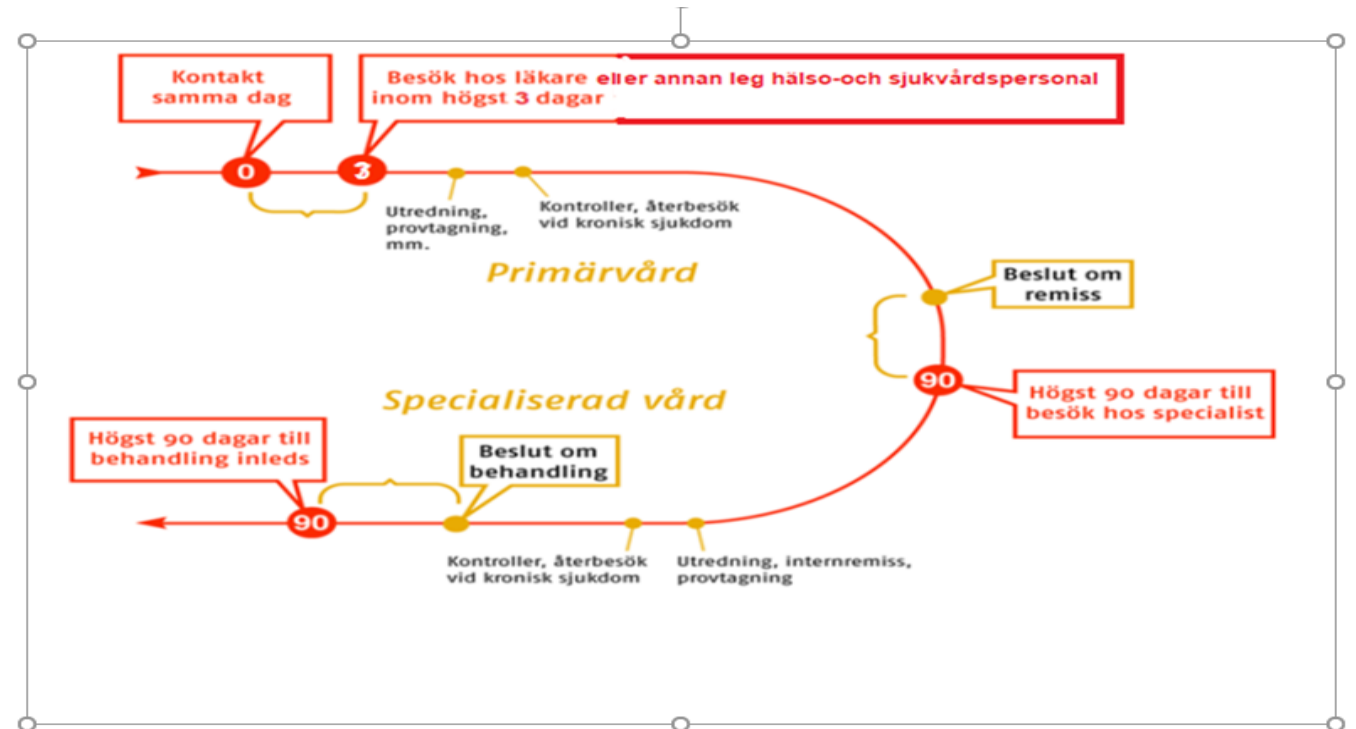 Kontakt
samma dag
Besök hos läkare eller annan leg hälso-och sjukvårdspersonal
inom högst 3 dagar
0
3
Utredning,
provtagning,
mm.
Kontroller, återbesök
vid kronisk sjukdom
Primärvård
Beslut om
remiss
90
Högst 90 dagar till
besök hos specialist
Specialiserad vård
Högst 90 dagar till
behandling inleds
Beslut om
behandling
90
Kontroller, återbesök
vid kronisk sjukdom
Utredning, internremiss,
provtagning